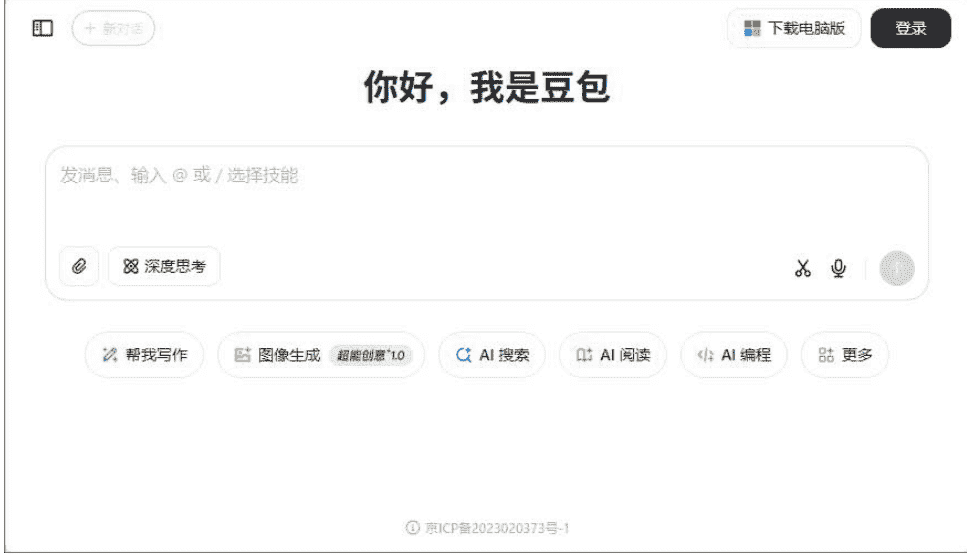 + 新对话
下载电脑版
登录
你好，我是豆包
发消息、输入 @ 或 / 选择技能
深度思考
帮我写作
图像生成 超能创意*1.0
AI 搜索
AI 阅读
AI 编程
更多
京ICP备2023020373号-1